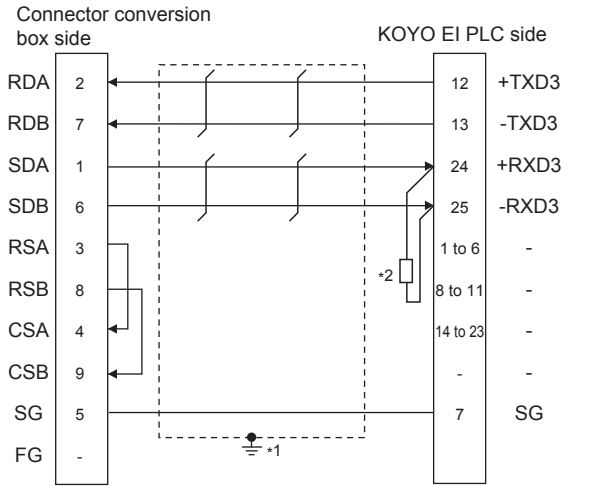 Connector conversion
box side
KOYO EI PLC side
RDA 2 12 +TXD3
RDB 7 13 -TXD3
SDA 1 24 +RXD3
SDB 6 25 -RXD3
RSA 3 1 to 6 -
*2
RSB 8 8 to 11 -
CSA 4 14 to 23 -
CSB 9 - -
SG 5 7 SG
*1
FG -